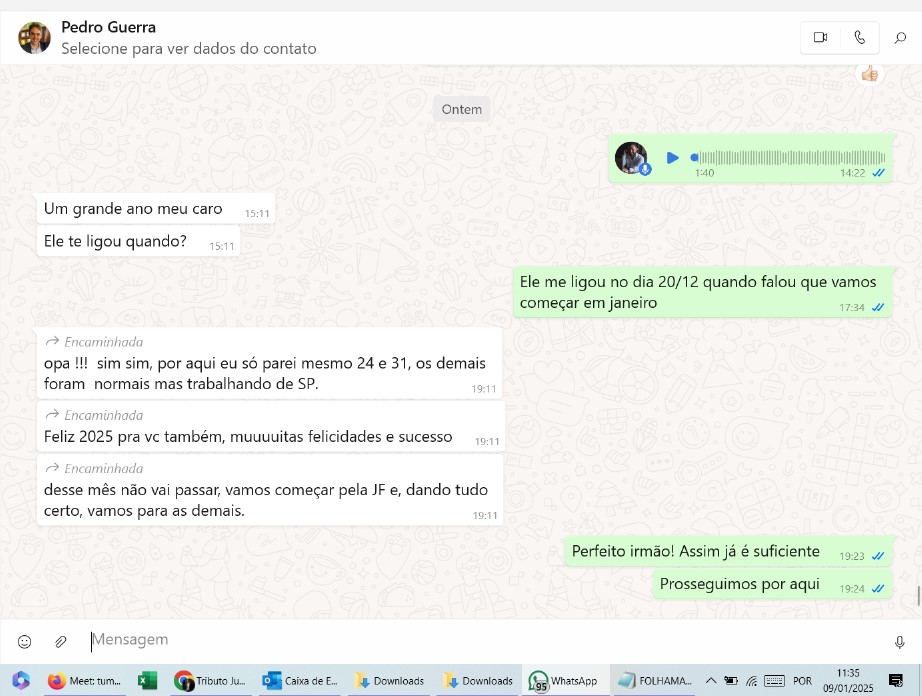 Pedro Guerra
Selecione para ver dados do contato
Ontem
1:40
14:22
Um grande ano meu caro 15:11
Ele te ligou quando? 15:11
Ele me ligou no dia 20/12 quando falou que vamos
começar em janeiro 17:34
Encaminhada
opa !!! sim sim, por aqui eu só parei mesmo 24 e 31, os demais
foram normais mas trabalhando de SP. 19:11
Encaminhada
Feliz 2025 pra vc também, muuuuitas felicidades e sucesso 19:11
Encaminhada
desse mês não vai passar, vamos começar pela JF e, dando tudo
certo, vamos para as demais. 19:11
Perfeito irmão! Assim já é suficiente 19:23
Prosseguimos por aqui 19:24
Mensagem
Meet: tum...
Tributo Ju...
Caixa de E...
Downloads
Downloads
95
WhatsApp
FOLHAMA...
POR
11:35
09/01/2025